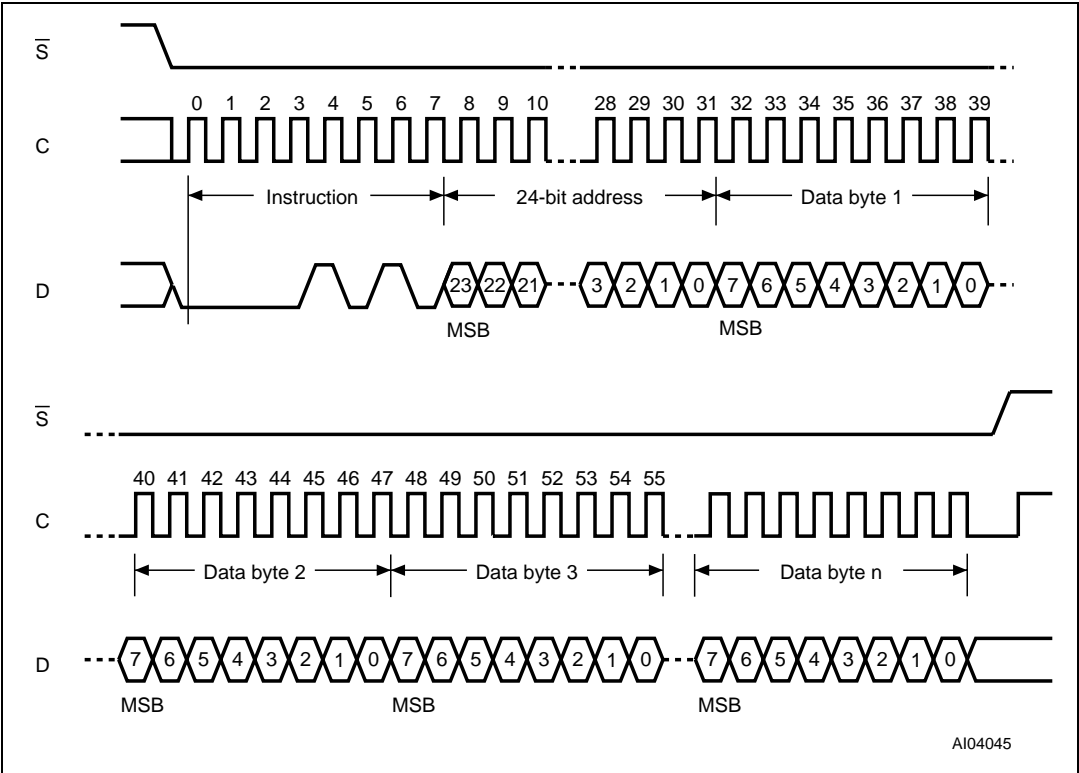 S
0 1 2 3 4 5 6 7 8 9 10 28 29 30 31 32 33 34 35 36 37 38 39
C
Instruction 24-bit address Data byte 1
D 23 22 21 3 2 1 0 7 6 5 4 3 2 1 0
MSB MSB
S
40 41 42 43 44 45 46 47 48 49 50 51 52 53 54 55
C
Data byte 2 Data byte 3 Data byte n
D 7 6 5 4 3 2 1 0 7 6 5 4 3 2 1 0 7 6 5 4 3 2 1 0
MSB MSB MSB
AI04045